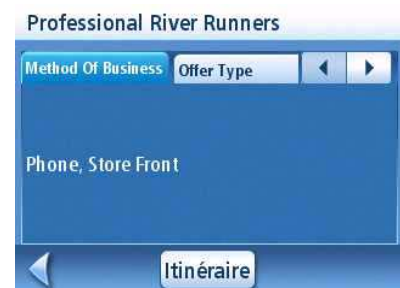 Professional River Runners
Method Of Business Offer Type
Phone, Store Front
Itinéraire